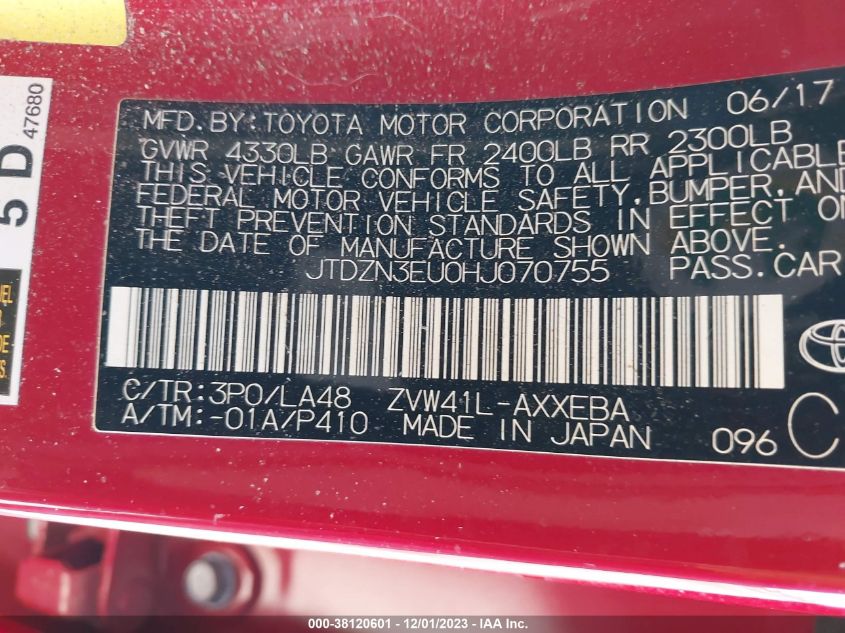 MFD. BY: TOYOTA MOTOR CORPORATION 06/17
GVWR 4330LB GAWR FR 2400LB RR 2300LB
THIS VEHICLE CONFORMS TO ALL APPLICABLE
FEDERAL MOTOR VEHICLE SAFETY, BUMPER, AND
THEFT PREVENTION STANDARDS IN EFFECT ON
THE DATE OF MANUFACTURE SHOWN ABOVE.
JTDZN3EU0HJ070755 PASS. CAR
C/TR: 3P0/LA48 ZVW41L-AXXEBA
A/TM: -01A/P410 MADE IN JAPAN 096 C
5 D 47680
000-38120601 - 12/01/2023 - IAA Inc.